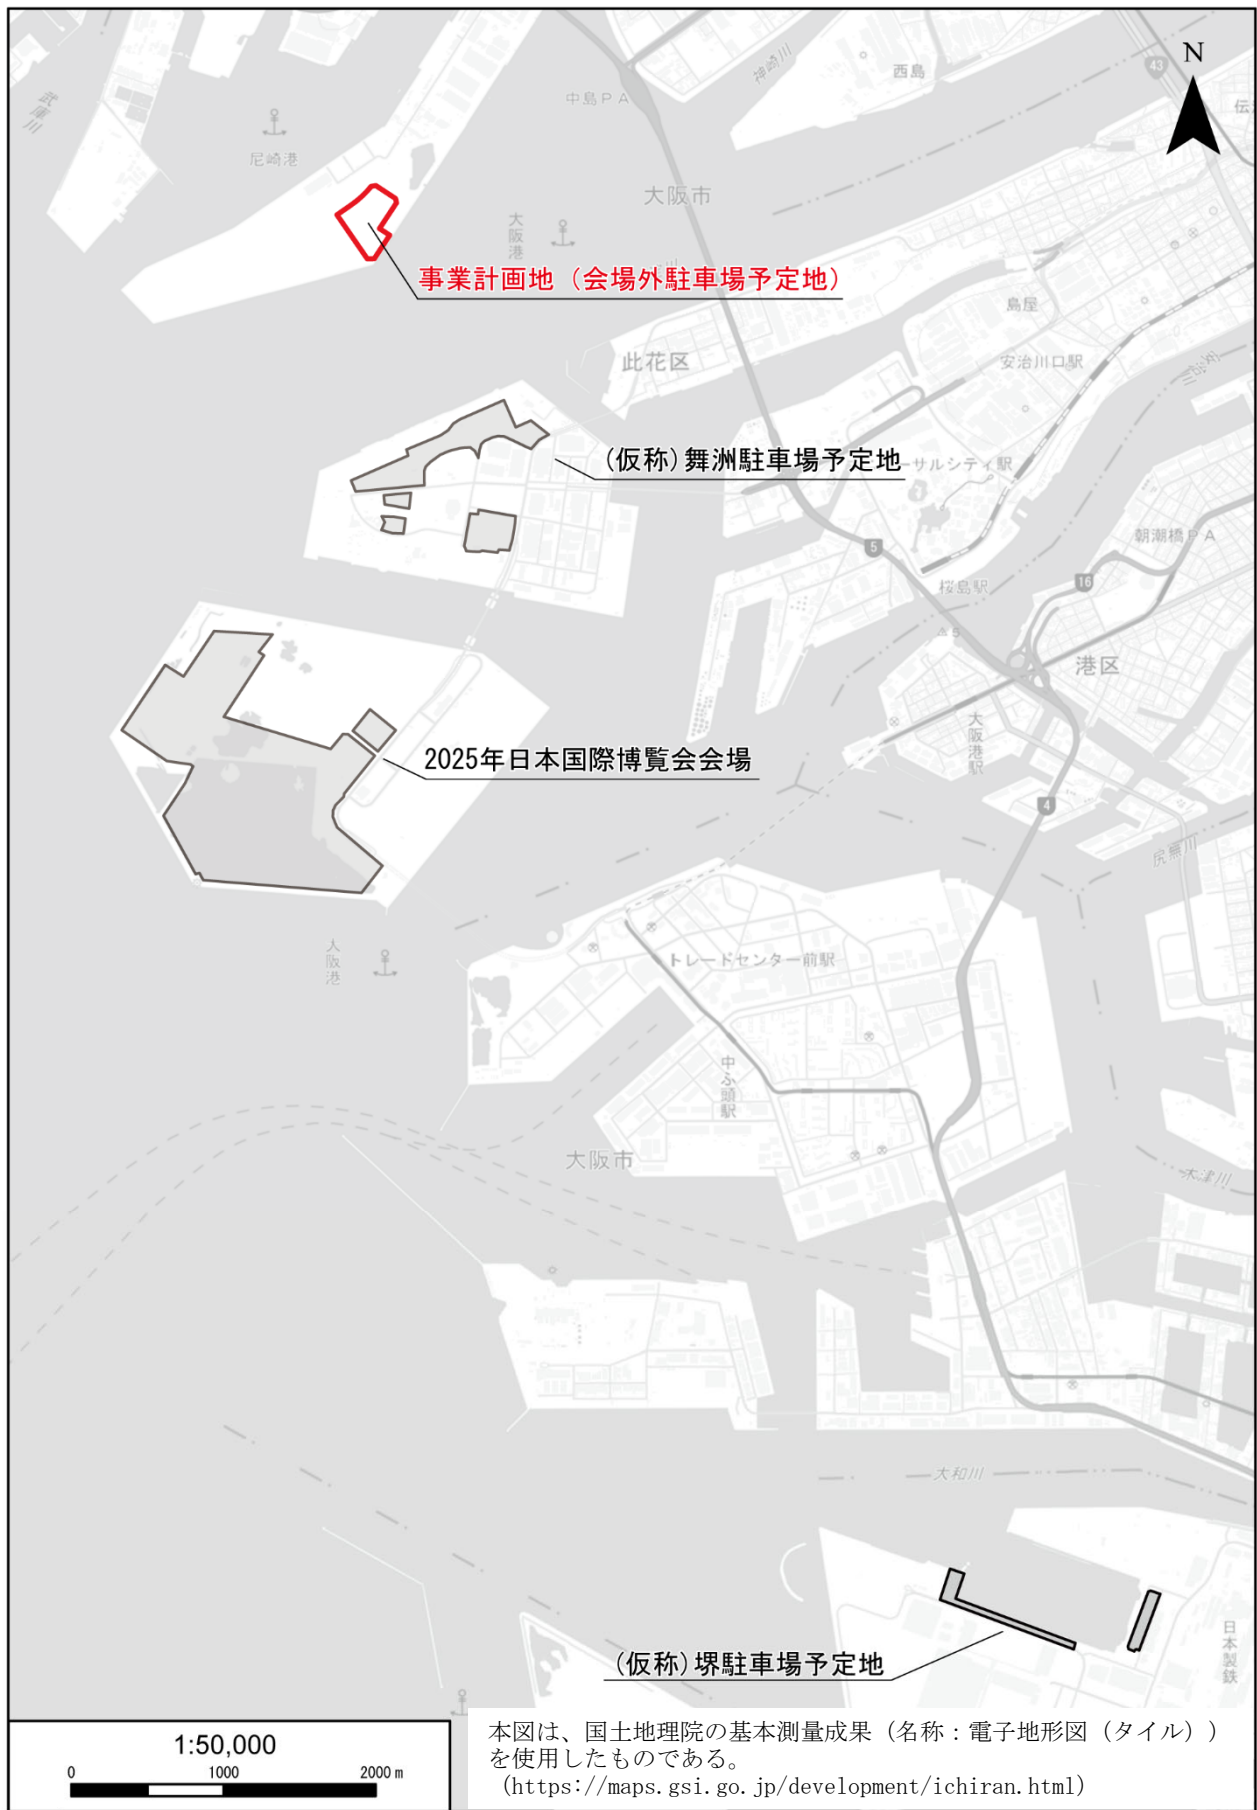 N
43
伝
西島
神崎川
中島ＰＡ
武庫川
尼崎港
大阪市
大阪港
事業計画地（会場外駐車場予定地）
島屋
此花区
安治川口駅
安治川
(仮称)舞洲駐車場予定地
ーサルシティ駅
朝潮橋ＰＡ
5
16
桜島駅
港区
大阪港駅
2025年日本国際博覧会会場
4
尻無川
大阪港
トレードセンター前駅
中ふ頭駅
大阪市
木津川
大和川
日本製鉄
(仮称)堺駐車場予定地
1:50,000
0 1000 2000 m
本図は、国土地理院の基本測量成果（名称：電子地形図（タイル））
を使用したものである。
（https://maps.gsi.go.jp/development/ichiran.html）